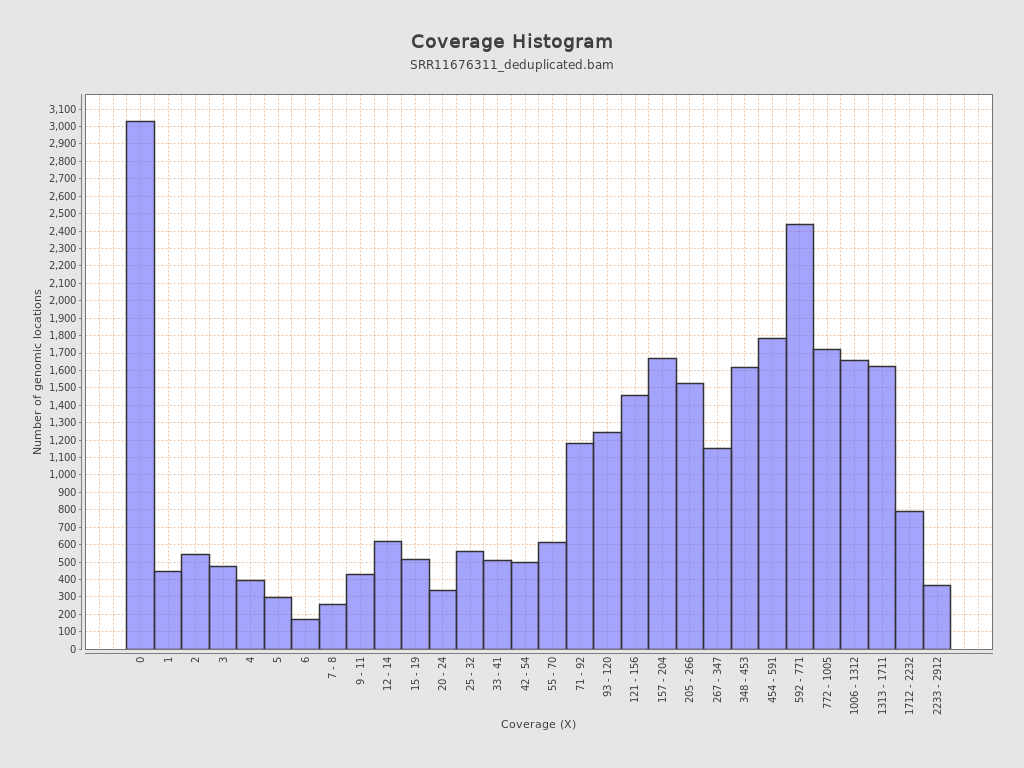 Coverage Histogram
SRR11676311_deduplicated.bam
Number of genomic locations
3,100
3,000
2,900
2,800
2,700
2,600
2,500
2,400
2,300
2,200
2,100
2,000
1,900
1,800
1,700
1,600
1,500
1,400
1,300
1,200
1,100
1,000
900
800
700
600
500
400
300
200
100
0
0
1
2
3
4
5
6
7 - 8
9 - 11
12 - 14
15 - 19
20 - 24
25 - 32
33 - 41
42 - 54
55 - 70
71 - 92
93 - 120
121 - 156
157 - 204
205 - 266
267 - 347
348 - 453
454 - 591
592 - 771
772 - 1005
1006 - 1312
1313 - 1711
1712 - 2232
2233 - 2912
Coverage (X)